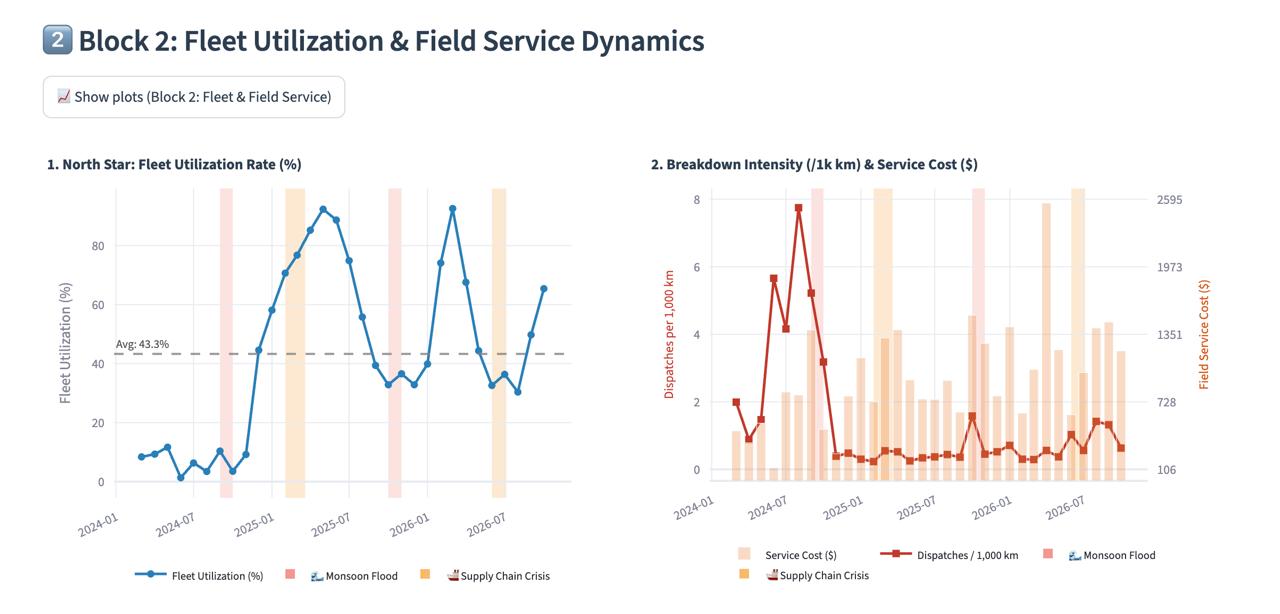 2 Block 2: Fleet Utilization & Field Service Dynamics
Show plots (Block 2: Fleet & Field Service)
1. North Star: Fleet Utilization Rate (%)
Fleet Utilization (%)
80
60
40
20
0
Avg: 43.3%
2024-01
2024-07
2025-01
2025-07
2026-01
2026-07
Fleet Utilization (%)
Monsoon Flood
Supply Chain Crisis
2. Breakdown Intensity (/1k km) & Service Cost ($)
Dispatches per 1,000 km
8
6
4
2
0
2595
1973
1351
728
106
Field Service Cost ($)
2024-01
2024-07
2025-01
2025-07
2026-01
2026-07
Service Cost ($)
Dispatches / 1,000 km
Monsoon Flood
Supply Chain Crisis